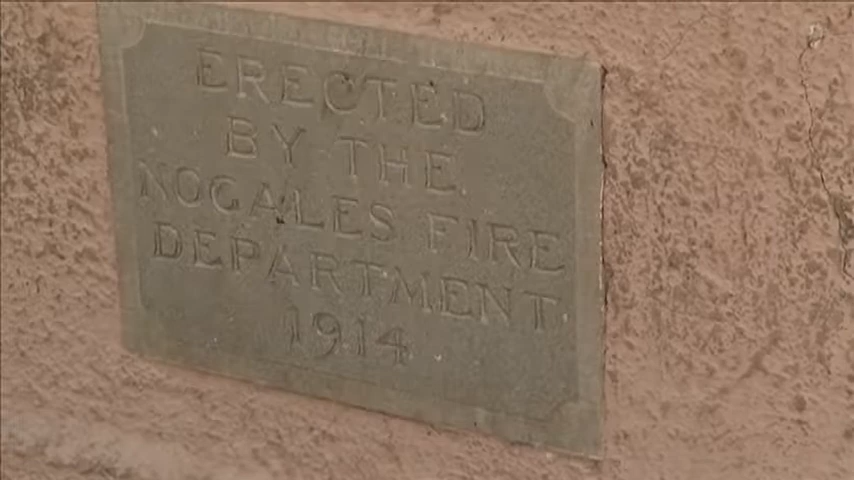 ERECTED
BY THE
NOGALES FIRE
DEPARTMENT
1914